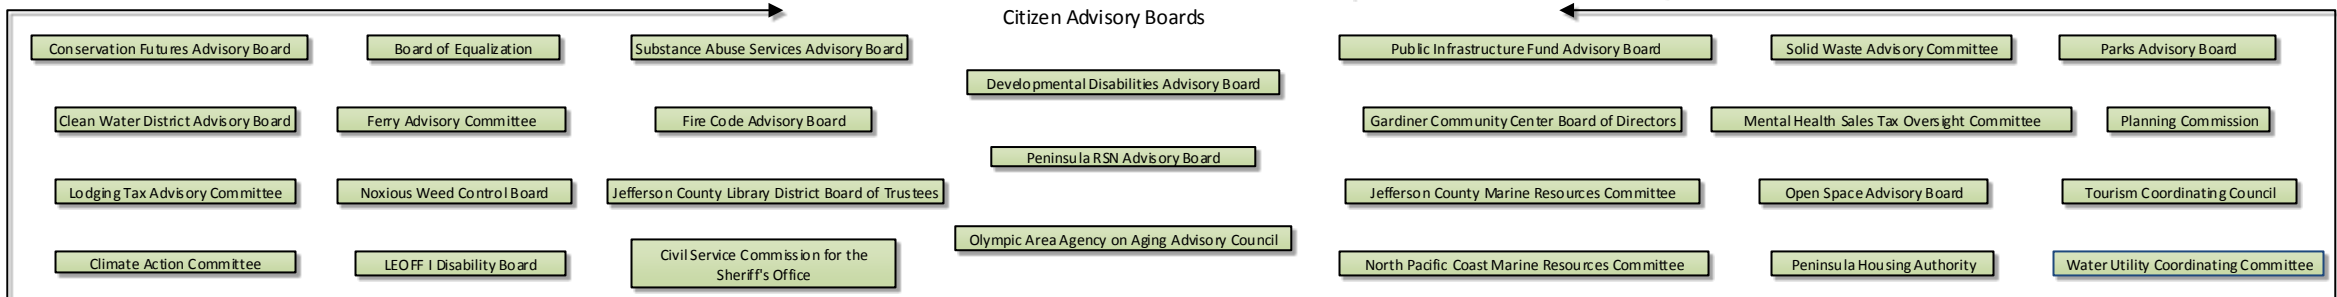 Citizen Advisory Boards
Conservation Futures Advisory Board
Board of Equalization
Substance Abuse Services Advisory Board
Public Infrastructure Fund Advisory Board
Solid Waste Advisory Committee
Parks Advisory Board
Developmental Disabilities Advisory Board
Clean Water District Advisory Board
Ferry Advisory Committee
Fire Code Advisory Board
Gardiner Community Center Board of Directors
Mental Health Sales Tax Oversight Committee
Planning Commission
Peninsula RSN Advisory Board
Lodging Tax Advisory Committee
Noxious Weed Control Board
Jefferson County Library District Board of Trustees
Jefferson County Marine Resources Committee
Open Space Advisory Board
Tourism Coordinating Council
Olympic Area Agency on Aging Advisory Council
Climate Action Committee
LEOFF I Disability Board
Civil Service Commission for the
Sheriff's Office
North Pacific Coast Marine Resources Committee
Peninsula Housing Authority
Water Utility Coordinating Committee